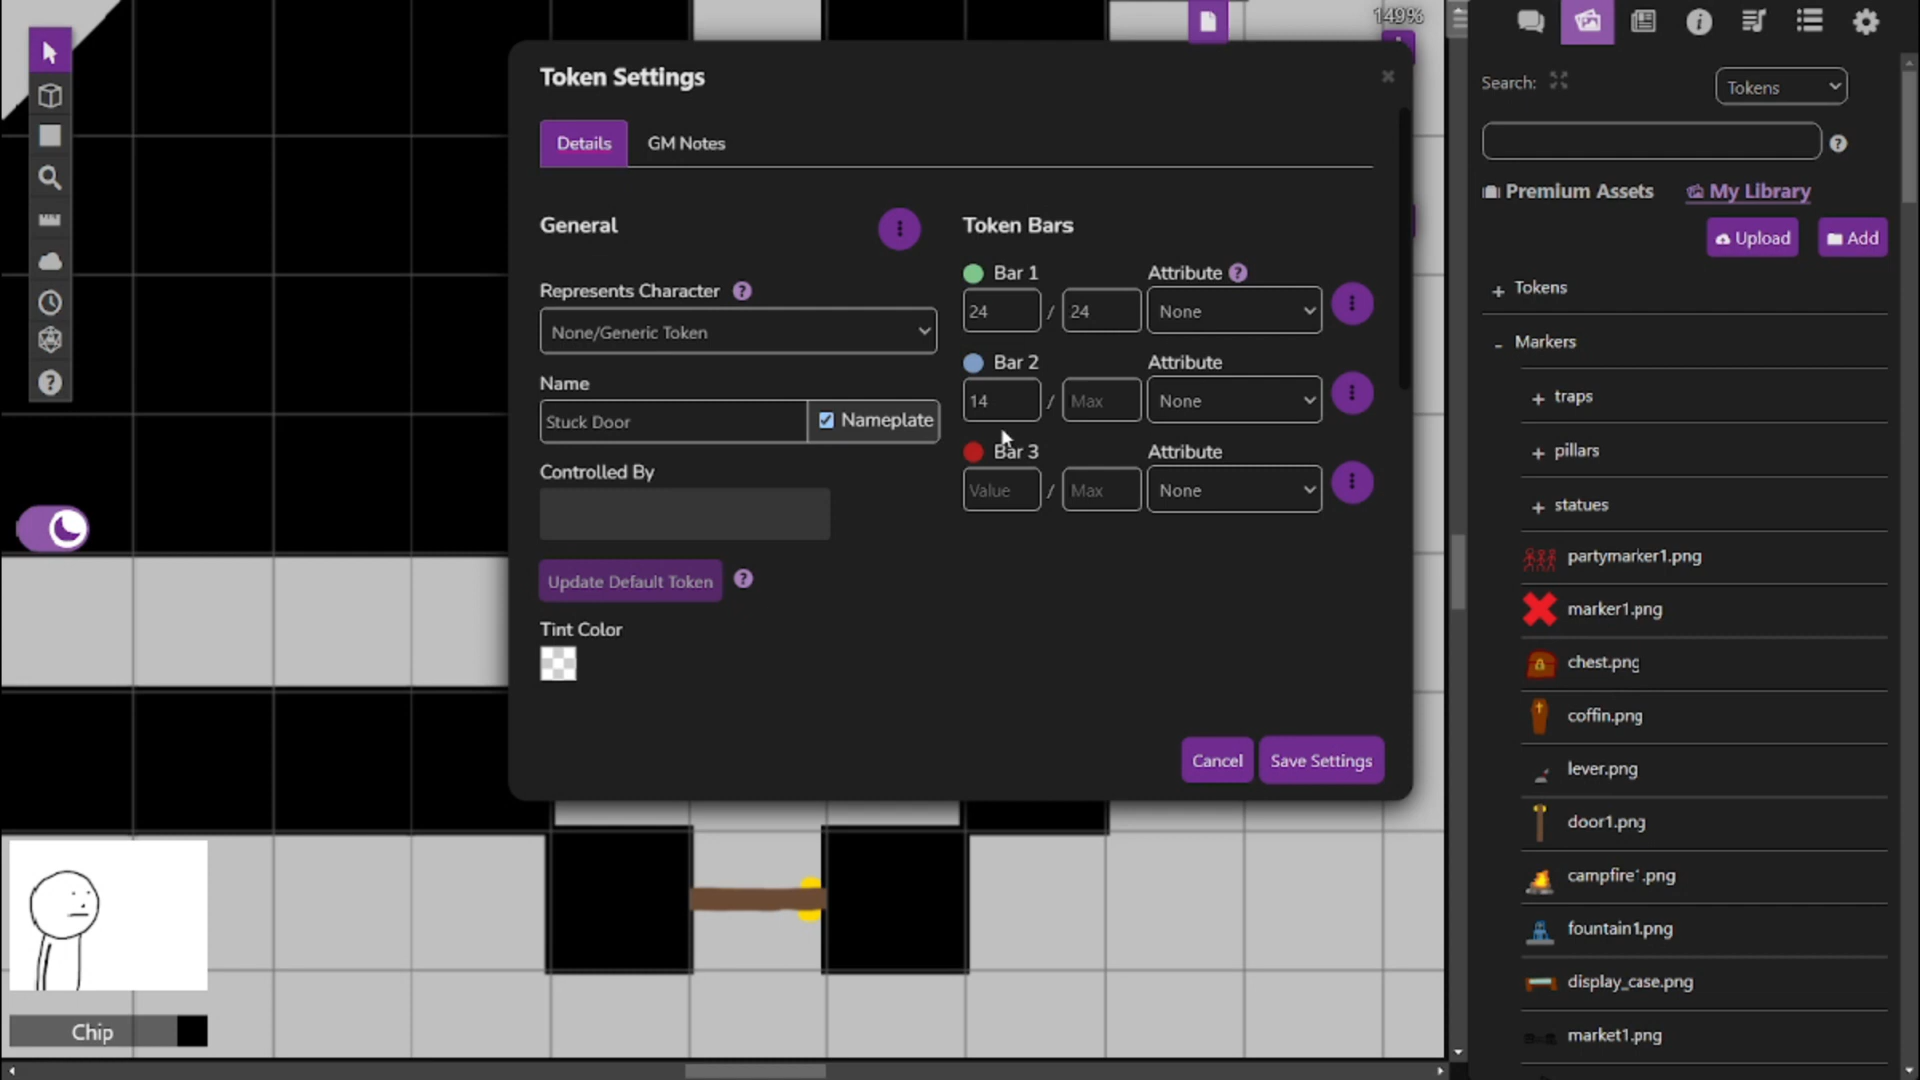 149%
Token Settings
×
Details
GM Notes
General
Represents Character ?
None/Generic Token
Name
Stuck Door
Nameplate
Controlled By
Update Default Token ?
Tint Color
Token Bars
Bar 1 Attribute ?
24 / 24 None
Bar 2 Attribute
14 / Max None
Bar 3 Attribute
Value / Max None
Cancel
Save Settings
Chip
Search:
Tokens
?
Premium Assets
My Library
Upload
Add
+ Tokens
- Markers
+ traps
+ pillars
+ statues
partymarker1.png
marker1.png
chest.png
coffin.png
lever.png
door1.png
campfire1.png
fountain1.png
display_case.png
market1.png